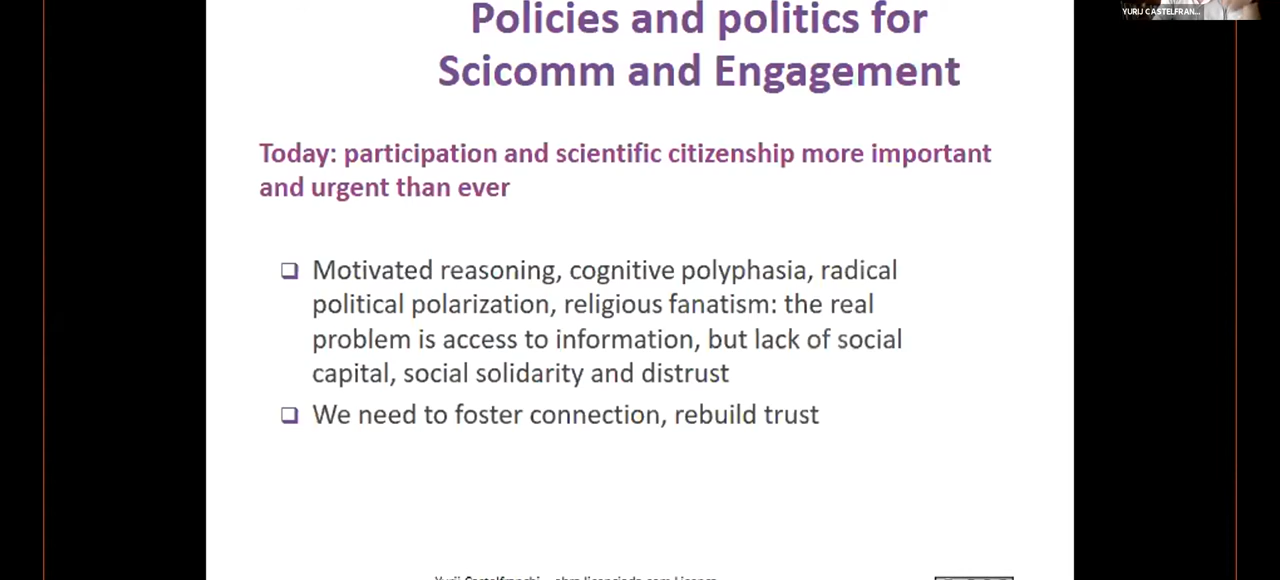 YURIJ CASTELFRAN...
Policies and politics for
Scicomm and Engagement
Today: participation and scientific citizenship more important
and urgent than ever
Motivated reasoning, cognitive polyphasia, radical
political polarization, religious fanatism: the real
problem is access to information, but lack of social
capital, social solidarity and distrust
We need to foster connection, rebuild trust